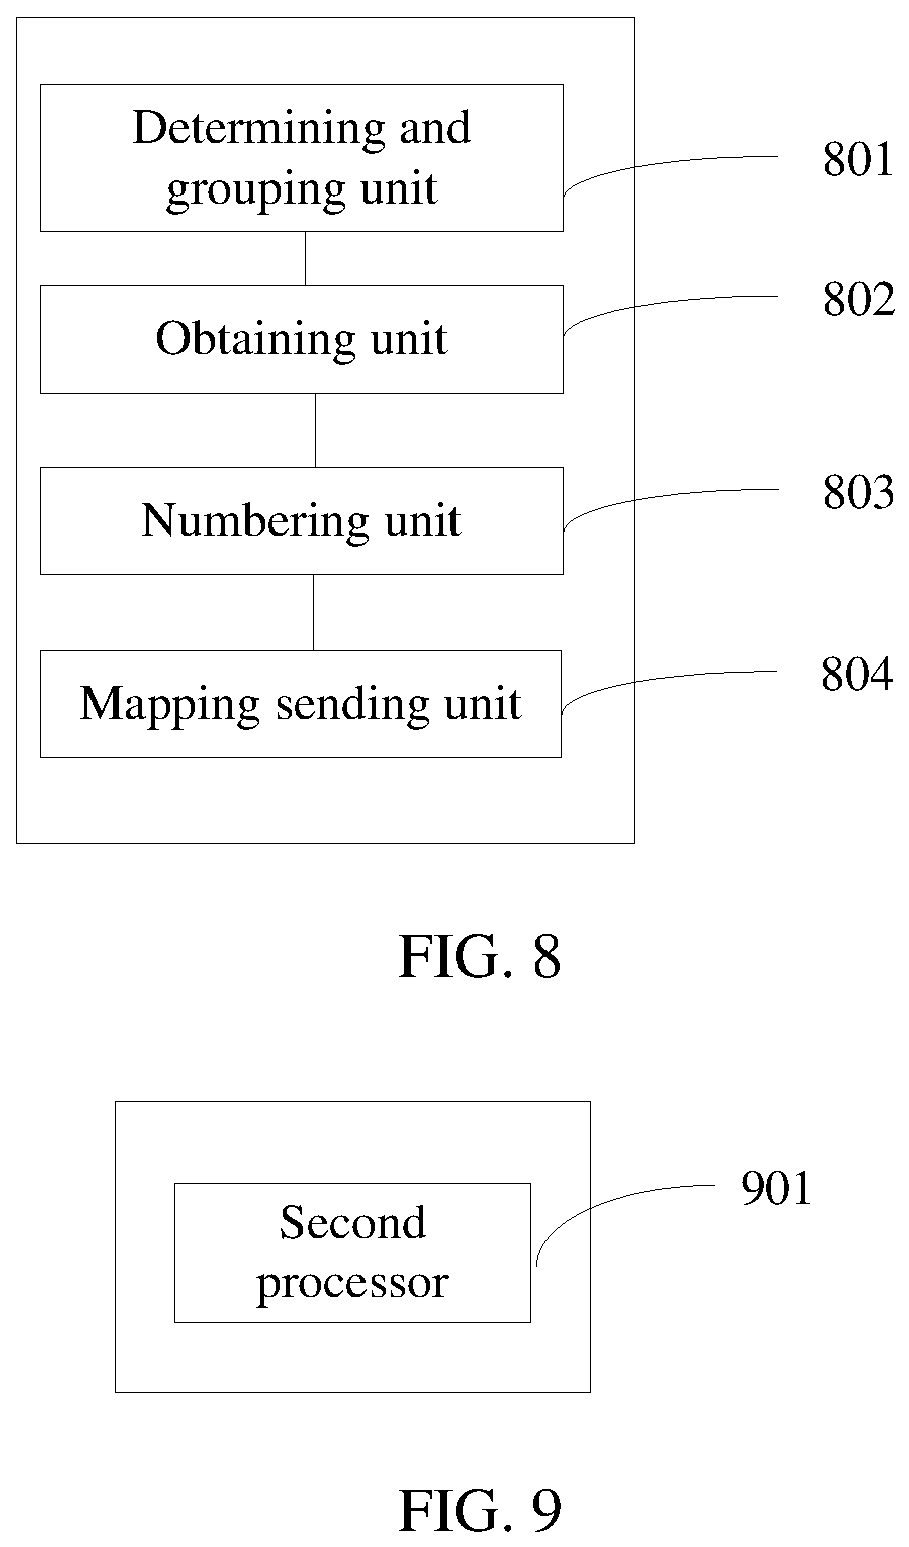 Determining and
grouping unit
801
Obtaining unit
802
Numbering unit
803
Mapping sending unit
804
FIG. 8
Second
processor
901
FIG. 9